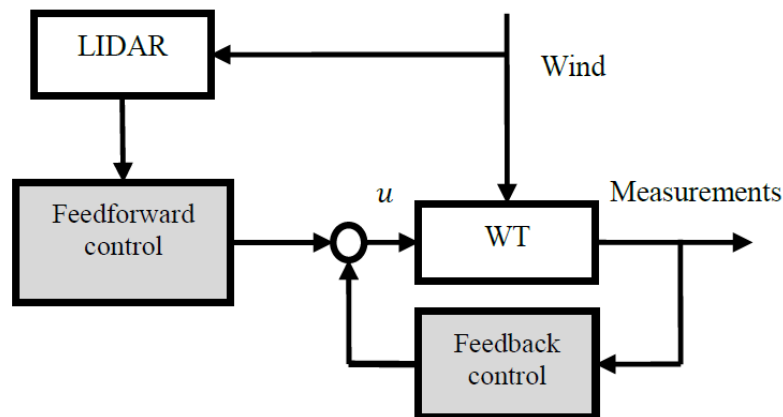 LIDAR
Wind
Feedforward
control
u
Measurements
WT
Feedback
control